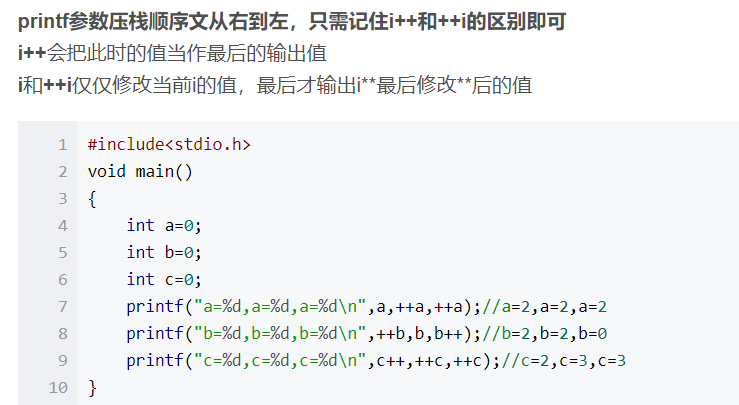 printf参数压栈顺序文从右到左，只需记住i++和++i的区别即可
i++会把此时的值当作最后的输出值
i和++i仅仅修改当前i的值，最后才输出i**最后修改**后的值
1 #include<stdio.h>
2 void main()
3 {
4     int a=0;
5     int b=0;
6     int c=0;
7     printf("a=%d,a=%d,a=%d\n",a,++a,++a);//a=2,a=2,a=2
8     printf("b=%d,b=%d,b=%d\n",++b,b,b++);//b=2,b=2,b=0
9     printf("c=%d,c=%d,c=%d\n",c++,++c,++c);//c=2,c=3,c=3
10 }